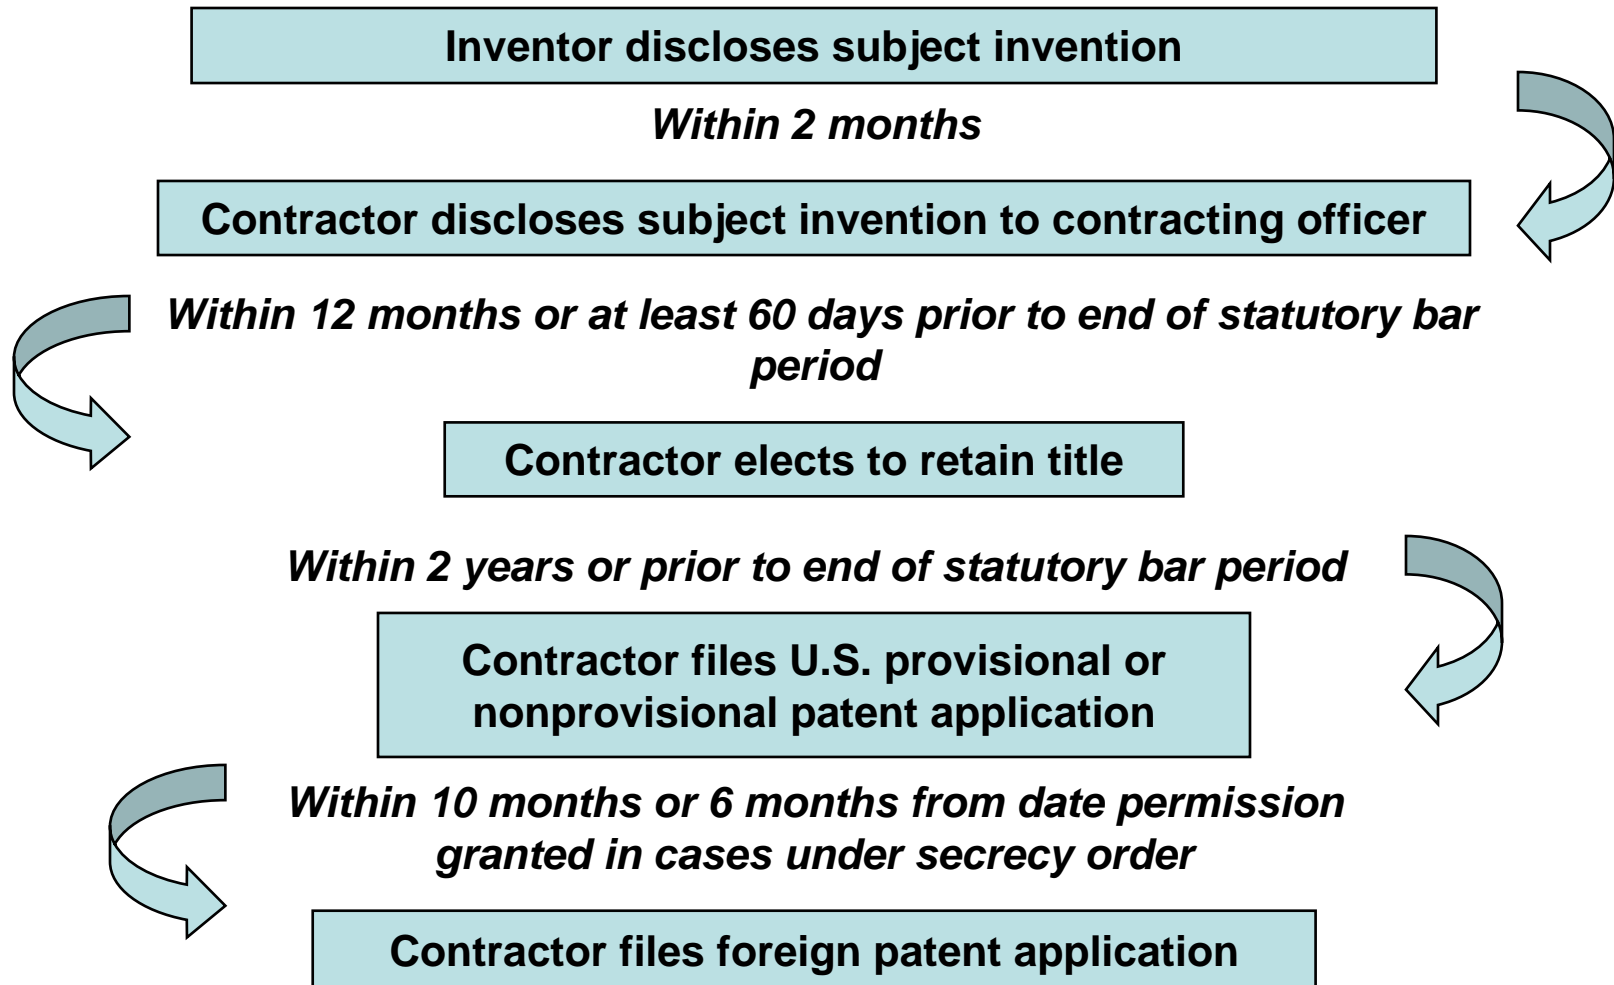 Inventor discloses subject invention
Within 2 months
Contractor discloses subject invention to contracting officer
Within 12 months or at least 60 days prior to end of statutory bar
period
Contractor elects to retain title
Within 2 years or prior to end of statutory bar period
Contractor files U.S. provisional or
nonprovisional patent application
Within 10 months or 6 months from date permission
granted in cases under secrecy order
Contractor files foreign patent application